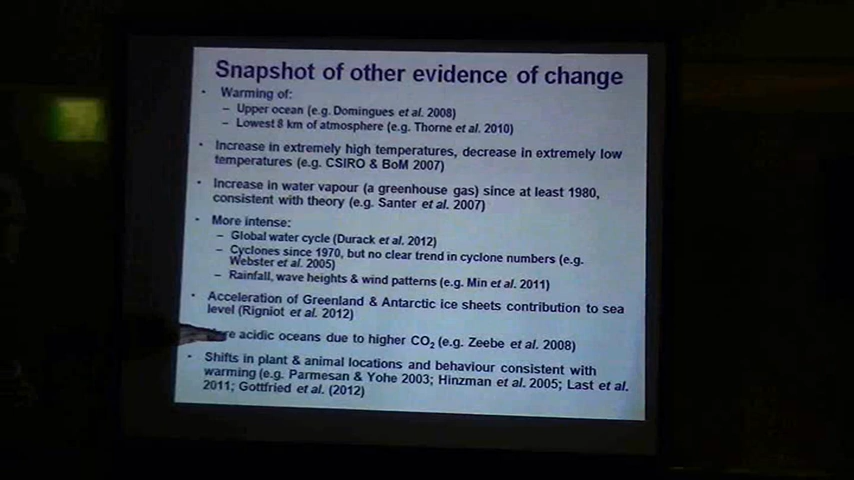 Snapshot of other evidence of change
• Warming of:
– Upper ocean (e.g. Domingues et al. 2008)
– Lowest 8 km of atmosphere (e.g. Thorne et al. 2010)
• Increase in extremely high temperatures, decrease in extremely low
temperatures (e.g. CSIRO & BoM 2007)
• Increase in water vapour (a greenhouse gas) since at least 1980,
consistent with theory (e.g. Santer et al. 2007)
• More intense:
– Global water cycle (Durack et al. 2012)
– Cyclones since 1970, but no clear trend in cyclone numbers (e.g.
Webster et al. 2005)
– Rainfall, wave heights & wind patterns (e.g. Min et al. 2011)
• Acceleration of Greenland & Antarctic ice sheets contribution to sea
level (Rigniot et al. 2012)
acidic oceans due to higher CO₂ (e.g. Zeebe et al. 2008)
• Shifts in plant & animal locations and behaviour consistent with
warming (e.g. Parmesan & Yohe 2003; Hinzman et al. 2005; Last et al.
2011; Gottfried et al. (2012)